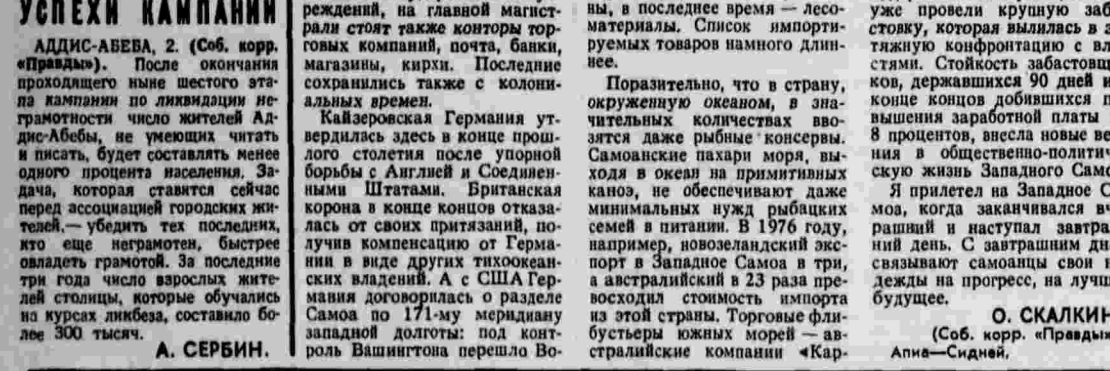 УСПЕХИ КАМПАНИИ
АДДИС-АБЕБА, 2. (Соб. корр.
«Правды»). После окончания
проходящего ныне шестого эта-
па кампании по ликвидации не-
грамотности число жителей Ад-
дис-Абебы, не умеющих читать
и писать, будет составлять менее
одного процента населения. За-
дача, которая ставится сейчас
перед ассоциацией городских жи-
телей,— убедить тех последних,
кто еще неграмотен, быстрее
овладеть грамотой. За последние
три года число взрослых жите-
лей столицы, которые обучались
на курсах ликбеза, составило бо-
лее 300 тысяч.
А. СЕРБИН.
реждений, на главной магист-
рали стоят также конторы тор-
говых компаний, почта, банки,
магазины, кирхи. Последние
сохранились также с колони-
альных времен.
Кайзеровская Германия ут-
вердилась здесь в конце прош-
лого столетия после упорной
борьбы с Англией и Соединен-
ными Штатами. Британская
корона в конце концов отказа-
лась от своих притязаний, по-
лучив компенсацию от Герма-
нии в виде других тихоокеан-
ских владений. А с США Гер-
мания договорилась о разделе
Самоа по 171-му меридиану
западной долготы: под конт-
роль Вашингтона перешло Во-
ны, в последнее время — лесо-
материалы. Список импорти-
руемых товаров намного длин-
нее.
Поразительно, что в страну,
окруженную океаном, в зна-
чительных количествах вво-
зятся даже рыбные консервы.
Самоанские пахари моря, вы-
ходя в океан на примитивных
каноэ, не обеспечивают даже
минимальных нужд рыбацких
семей в питании. В 1976 году,
например, новозеландский экс-
порт в Западное Самоа в три,
а австралийский в 23 раза пре-
восходил стоимость импорта
из этой страны. Торговые фли-
бустьеры южных морей — ав-
стралийские компании «Кар-
уже провели крупную заб
стовку, которая вылилась в з
тяжную конфронтацию с вл
стями. Стойкость забастовщ
ков, державшихся 90 дней и
конце концов добившихся п
вышения заработной платы
8 процентов, внесла новые ве
ния в общественно-политич
скую жизнь Западного Само
Я прилетел на Западное С
моа, когда заканчивался вч
рашний и наступал завтра
ний день. С завтрашним дн
связывают самоанцы свои н
дежды на прогресс, на лучш
будущее.
О. СКАЛКИН
(Соб. корр. «Правды»
Апиа—Сидней.